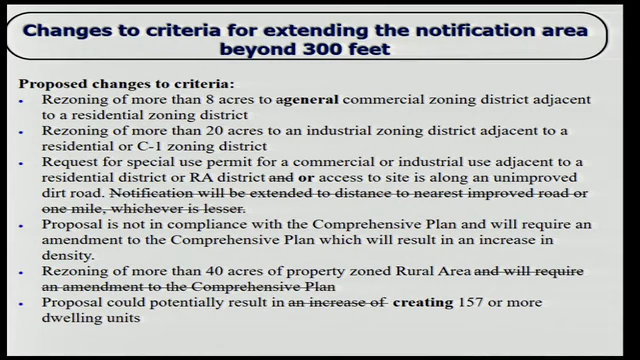 Changes to criteria for extending the notification area
beyond 300 feet
Proposed changes to criteria:
• Rezoning of more than 8 acres to a general commercial zoning district adjacent
to a residential zoning district
• Rezoning of more than 20 acres to an industrial zoning district adjacent to a
residential or C-1 zoning district
• Request for special use permit for a commercial or industrial use adjacent to a
residential district or RA district and or access to site is along an unimproved
dirt road. Notification will be extended to distance to nearest improved road or
one mile, whichever is lesser.
• Proposal is not in compliance with the Comprehensive Plan and will require an
amendment to the Comprehensive Plan which will result in an increase in
density.
• Rezoning of more than 40 acres of property zoned Rural Area and will require
an amendment to the Comprehensive Plan
• Proposal could potentially result in an increase of creating 157 or more
dwelling units